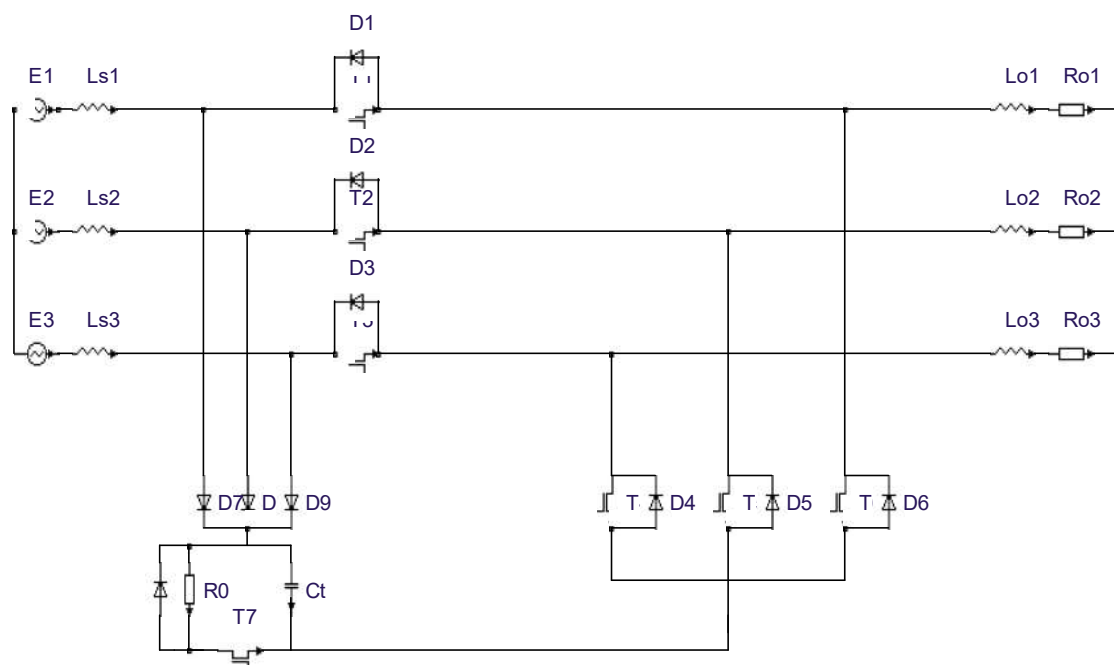 D1
E1 Ls1 Lo1 Ro1
D2
E2 Ls2 T2 Lo2 Ro2
D3
E3 Ls3 Lo3 Ro3
D7 D D9 T D4 T D5 T D6
R0 Ct
T7